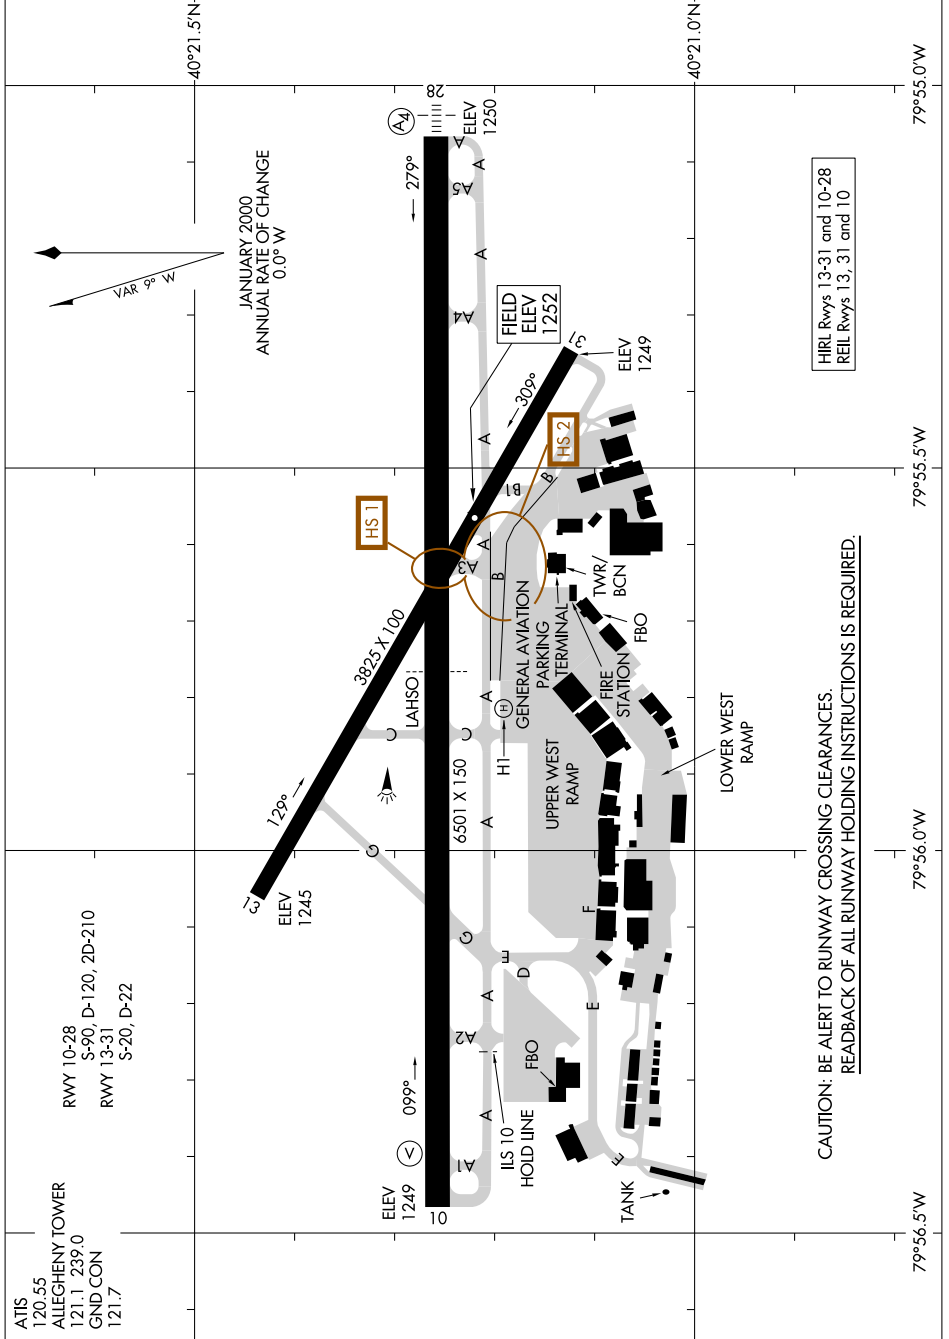 ATIS
120.55
ALLEGHENY TOWER
121.1 239.0
GND CON
121.7
RWY 10-28
S-90, D-120, 2D-210
RWY 13-31
S-20, D-22
VAR 9° W
JANUARY 2000
ANNUAL RATE OF CHANGE
0.0° W
40°21.5'N
40°21.0'N
79°55.0'W
79°55.5'W
79°56.0'W
79°56.5'W
13
ELEV
1245
129°
3825 X 100
HS 1
LAHSO
C
C
G
G
V
ELEV
1249
10
099°
6501 X 150
279°
28
A4
ELEV
1250
FIELD
ELEV
1252
309°
31
ELEV
1249
HS 2
A1
A
A2
A
A
A
A3
A
A
A4
A
A5
A
A
B
B
B1
H
H1
ILS 10
HOLD LINE
FBO
D
E
E
E
F
TANK
UPPER WEST
RAMP
GENERAL AVIATION
PARKING
TERMINAL
FIRE
STATION
TWR/
BCN
FBO
LOWER WEST
RAMP
HIRL Rwys 13-31 and 10-28
REIL Rwys 13, 31 and 10
CAUTION: BE ALERT TO RUNWAY CROSSING CLEARANCES.
READBACK OF ALL RUNWAY HOLDING INSTRUCTIONS IS REQUIRED.